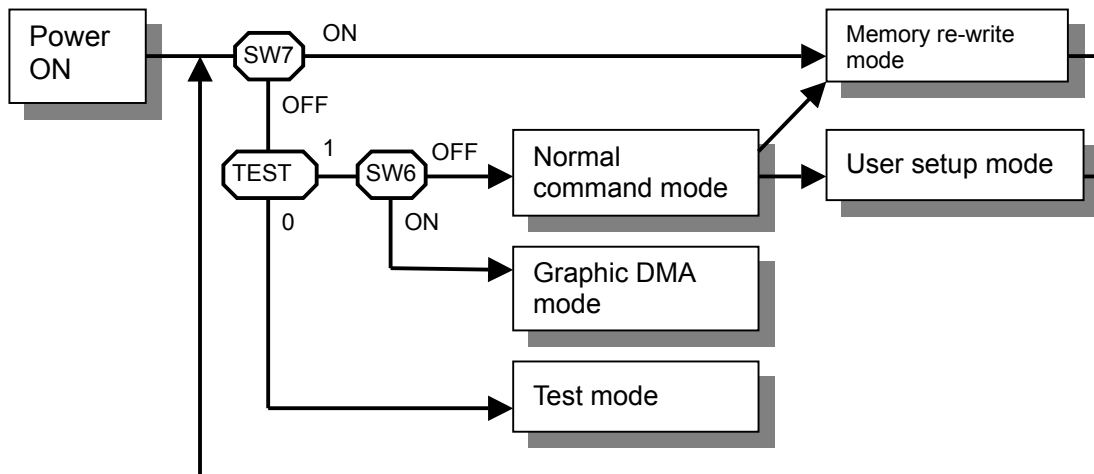 Power
ON
SW7
ON
Memory re-write
mode
OFF
TEST
1
SW6
OFF
Normal
command mode
User setup mode
0
ON
Graphic DMA
mode
Test mode